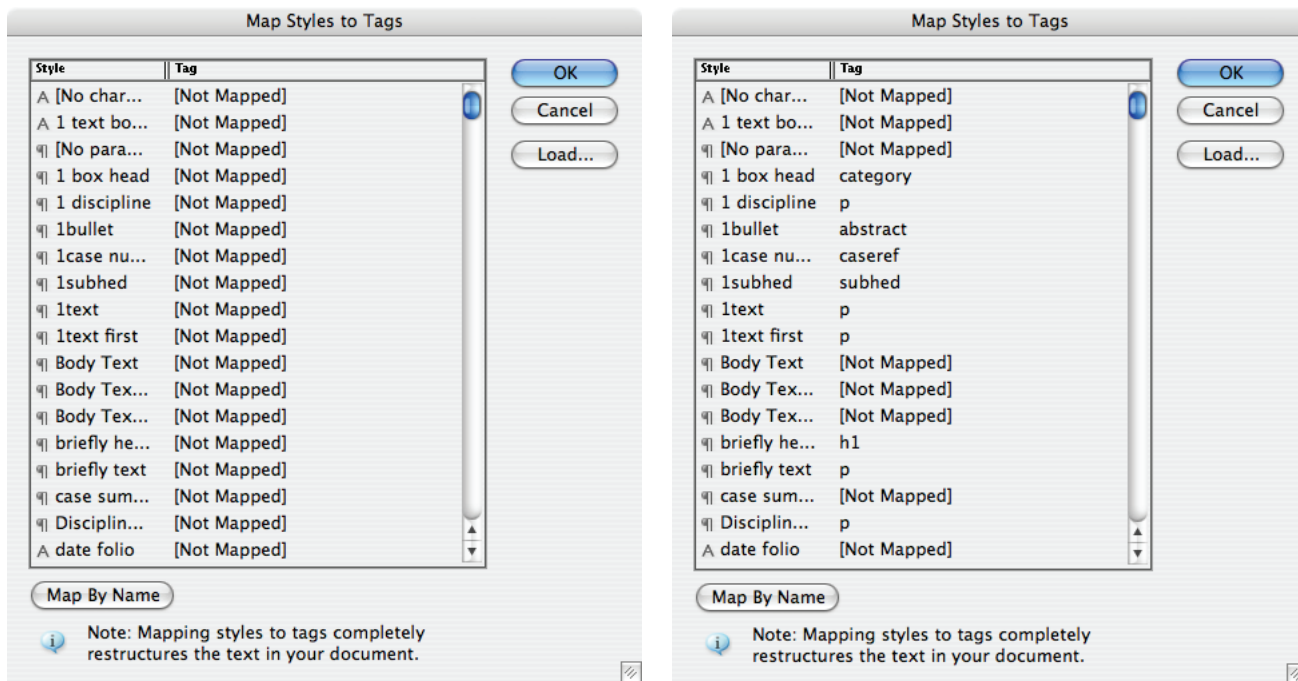 Map Styles to Tags
Style Tag
A [No char... [Not Mapped]
A 1 text bo... [Not Mapped]
¶ [No para... [Not Mapped]
¶ 1 box head [Not Mapped]
¶ 1 discipline [Not Mapped]
¶ 1bullet [Not Mapped]
¶ 1case nu... [Not Mapped]
¶ 1subhed [Not Mapped]
¶ 1text [Not Mapped]
¶ 1text first [Not Mapped]
¶ Body Text [Not Mapped]
¶ Body Tex... [Not Mapped]
¶ Body Tex... [Not Mapped]
¶ briefly he... [Not Mapped]
¶ briefly text [Not Mapped]
¶ case sum... [Not Mapped]
¶ Disciplin... [Not Mapped]
A date folio [Not Mapped]
OK
Cancel
Load...
Map By Name
Note: Mapping styles to tags completely
restructures the text in your document.
Map Styles to Tags
Style Tag
A [No char... [Not Mapped]
A 1 text bo... [Not Mapped]
¶ [No para... [Not Mapped]
¶ 1 box head category
¶ 1 discipline p
¶ 1bullet abstract
¶ 1case nu... caseref
¶ 1subhed subhed
¶ 1text p
¶ 1text first p
¶ Body Text [Not Mapped]
¶ Body Tex... [Not Mapped]
¶ Body Tex... [Not Mapped]
¶ briefly he... h1
¶ briefly text p
¶ case sum... [Not Mapped]
¶ Disciplin... p
A date folio [Not Mapped]
OK
Cancel
Load...
Map By Name
Note: Mapping styles to tags completely
restructures the text in your document.